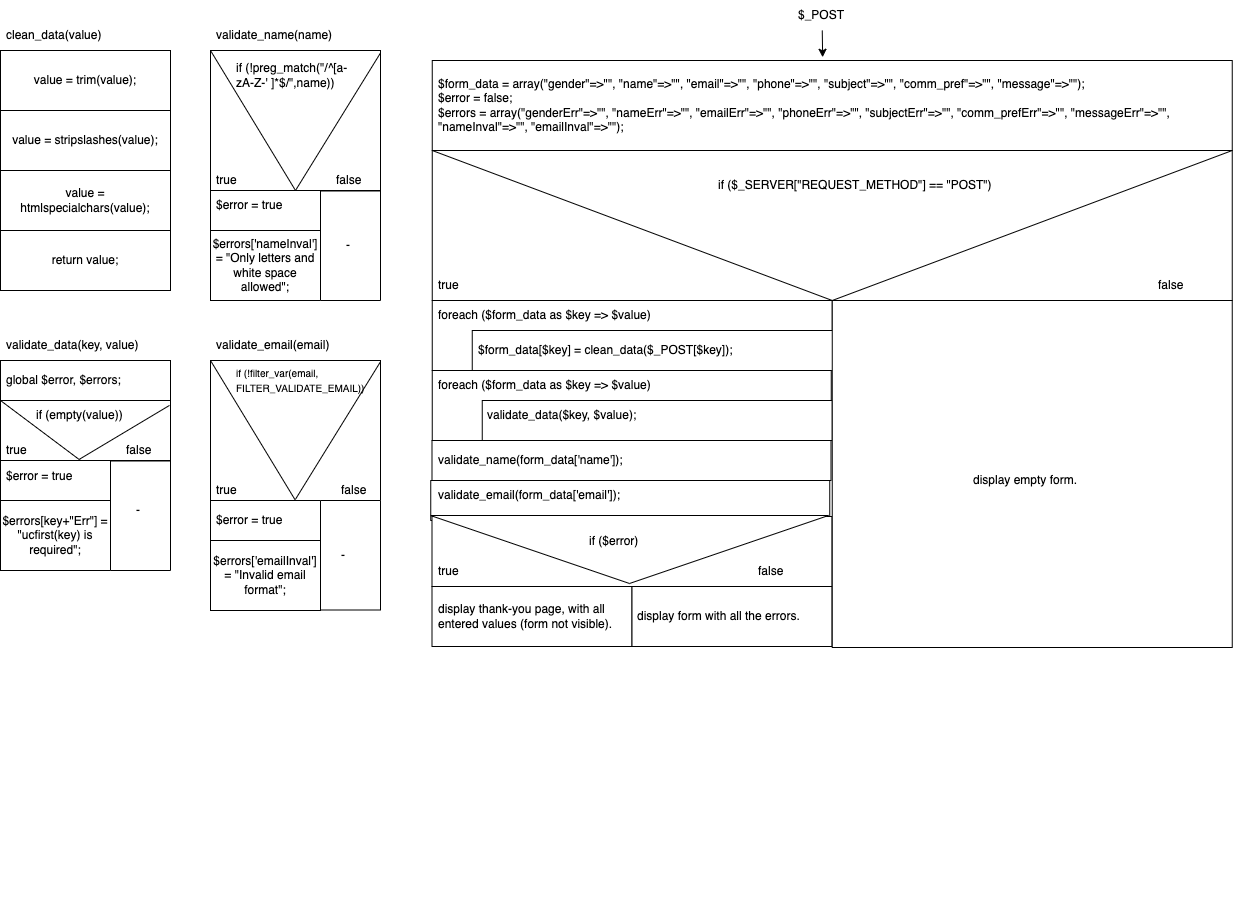 clean_data(value)
value = trim(value);
value = stripslashes(value);
value =
htmlspecialchars(value);
return value;
validate_name(name)
if (!preg_match("/^[a-
zA-Z-' ]*$/",name))
true
false
$error = true
$errors['nameInval']
= "Only letters and
white space
allowed";
-
validate_data(key, value)
global $error, $errors;
if (empty(value))
true
false
$error = true
$errors[key+"Err"] =
"ucfirst(key) is
required";
-
validate_email(email)
if (!filter_var(email,
FILTER_VALIDATE_EMAIL))
true
false
$error = true
$errors['emailInval']
= "Invalid email
format";
-
$_POST
$form_data = array("gender"=>"", "name"=>"", "email"=>"", "phone"=>"", "subject"=>"", "comm_pref"=>"", "message"=>"");
$error = false;
$errors = array("genderErr"=>"", "nameErr"=>"", "emailErr"=>"", "phoneErr"=>"", "subjectErr"=>"", "comm_prefErr"=>"", "messageErr"=>"",
"nameInval"=>"", "emailInval"=>"");
if ($_SERVER["REQUEST_METHOD"] == "POST")
true
false
foreach ($form_data as $key => $value)
$form_data[$key] = clean_data($_POST[$key]);
foreach ($form_data as $key => $value)
validate_data($key, $value);
validate_name(form_data['name']);
validate_email(form_data['email']);
if ($error)
true
false
display thank-you page, with all
entered values (form not visible).
display form with all the errors.
display empty form.